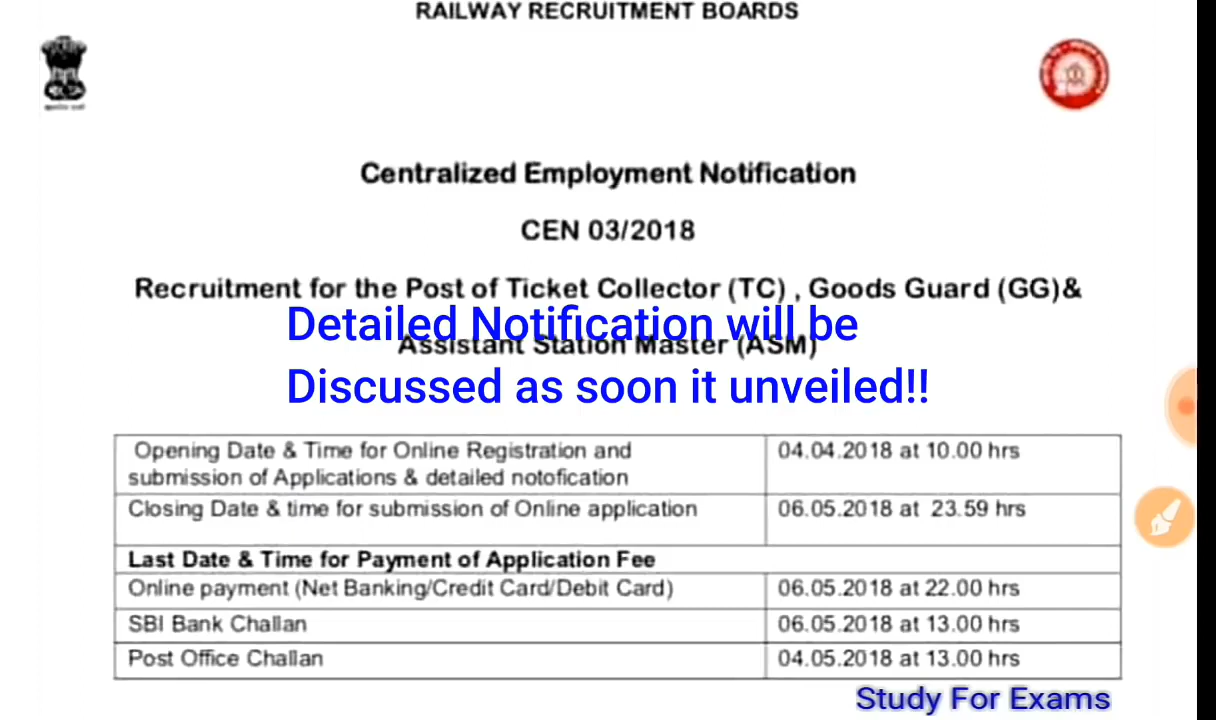 RAILWAY RECRUITMENT BOARDS
Centralized Employment Notification
CEN 03/2018
Recruitment for the Post of Ticket Collector (TC) , Goods Guard (GG)&
Detailed Notification will be
Assistant Station Master (ASM)
Discussed as soon it unveiled!!
Opening Date & Time for Online Registration and 04.04.2018 at 10.00 hrs
submission of Applications & detailed notofication
Closing Date & time for submission of Online application 06.05.2018 at 23.59 hrs
Last Date & Time for Payment of Application Fee
Online payment (Net Banking/Credit Card/Debit Card) 06.05.2018 at 22.00 hrs
SBI Bank Challan 06.05.2018 at 13.00 hrs
Post Office Challan 04.05.2018 at 13.00 hrs
Study For Exams